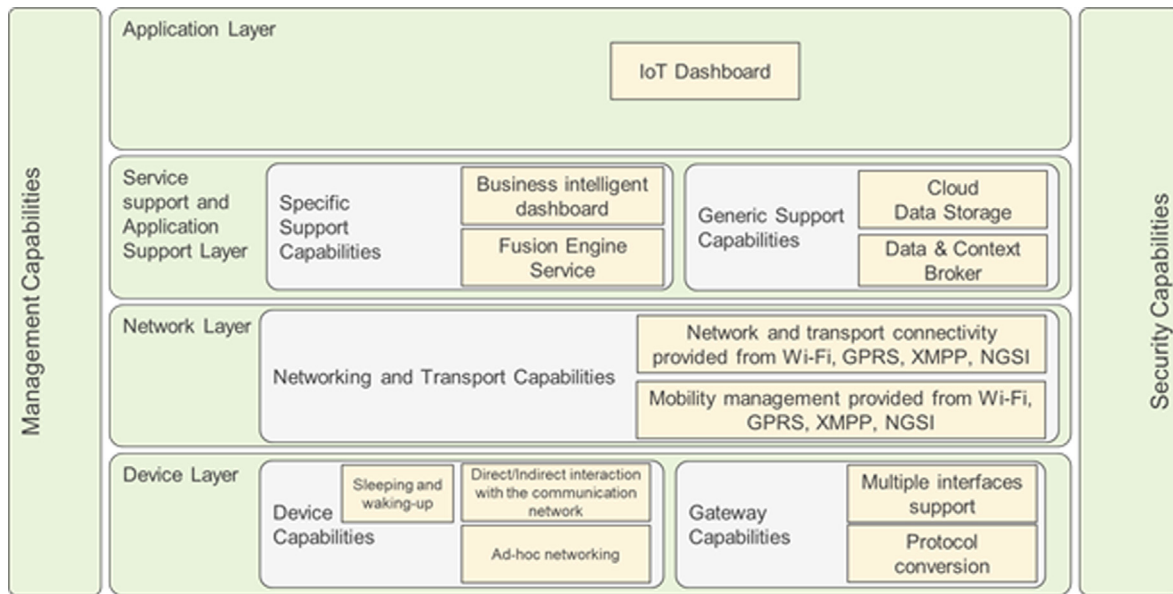 Management Capabilities
Application Layer
IoT Dashboard
Service
support and
Application
Support Layer
Specific
Support
Capabilities
Business intelligent
dashboard
Fusion Engine
Service
Generic Support
Capabilities
Cloud
Data Storage
Data & Context
Broker
Network Layer
Networking and Transport Capabilities
Network and transport connectivity
provided from Wi-Fi, GPRS, XMPP, NGSI
Mobility management provided from Wi-Fi,
GPRS, XMPP, NGSI
Device Layer
Device
Capabilities
Sleeping and
waking-up
Direct/Indirect interaction
with the communication
network
Ad-hoc networking
Gateway
Capabilities
Multiple interfaces
support
Protocol
conversion
Security Capabilities